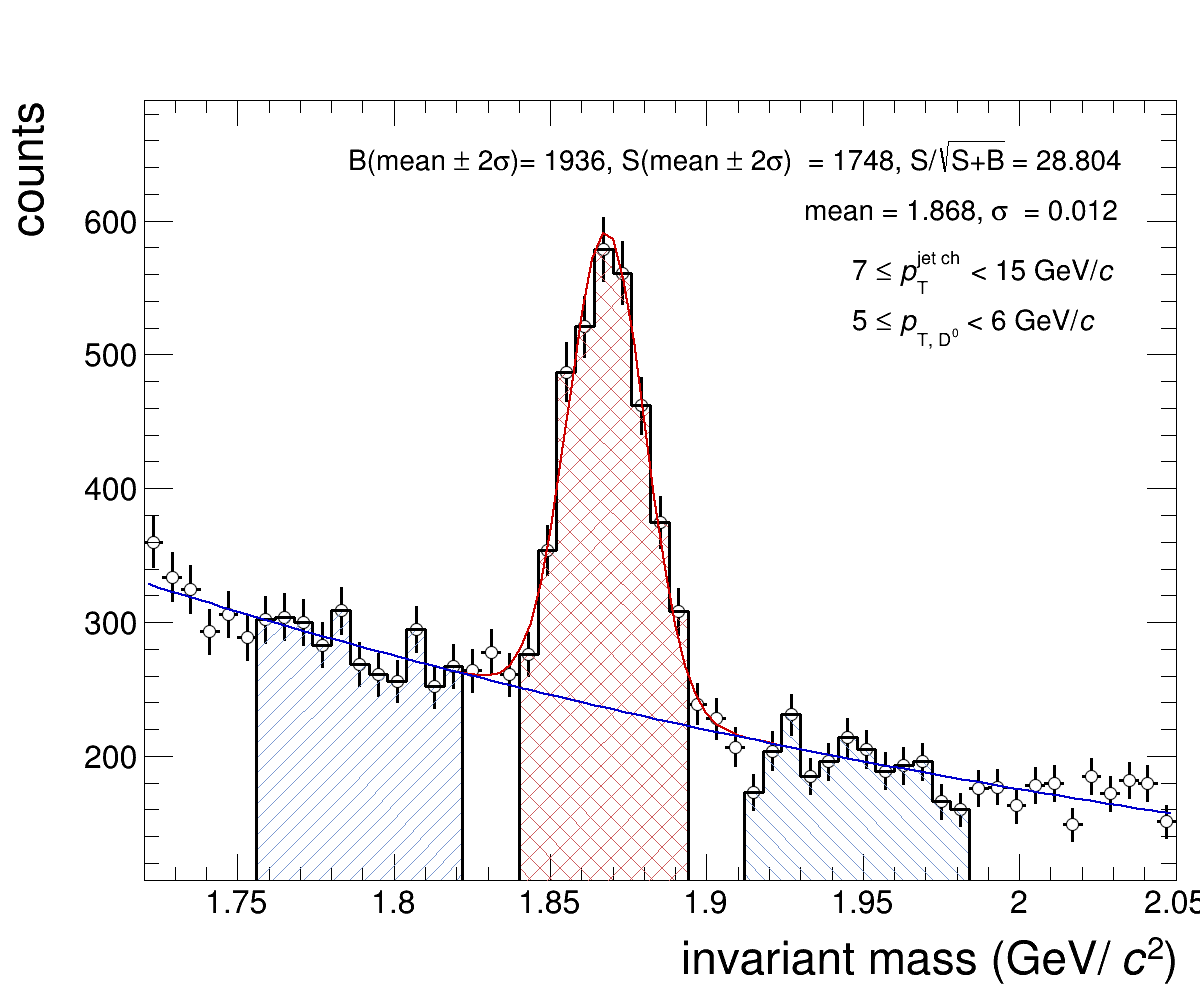 counts
B(mean ± 2σ)= 1936, S(mean ± 2σ) = 1748, S/√S+B = 28.804
mean = 1.868, σ = 0.012
7 ≤ p_T^jet ch < 15 GeV/c
5 ≤ p_T, D⁰ < 6 GeV/c
600
500
400
300
200
1.75 1.8 1.85 1.9 1.95 2 2.05
invariant mass (GeV/ c²)